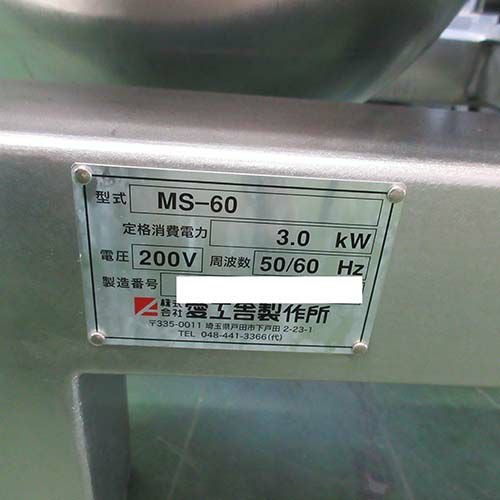 型式 MS-60
定格消費電力 3.0 kW
電圧 200V 周波数 50/60 Hz
製造番号
株式会社 愛工舎製作所
〒335-0011 埼玉県戸田市下戸田 2-23-1
TEL 048-441-3366(代)